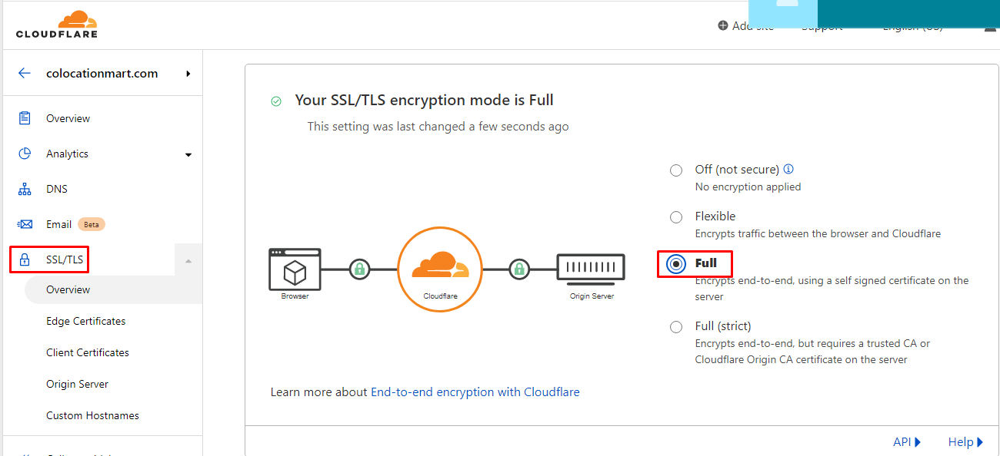 CLOUDFLARE
Add site
Support
English (US)
colocationmart.com
Overview
Analytics
DNS
Email Beta
SSL/TLS
Overview
Edge Certificates
Client Certificates
Origin Server
Custom Hostnames
Your SSL/TLS encryption mode is Full
This setting was last changed a few seconds ago
Browser
Cloudflare
Origin Server
Off (not secure)
No encryption applied
Flexible
Encrypts traffic between the browser and Cloudflare
Full
Encrypts end-to-end, using a self signed certificate on the
server
Full (strict)
Encrypts end-to-end, but requires a trusted CA or
Cloudflare Origin CA certificate on the server
Learn more about End-to-end encryption with Cloudflare
API
Help